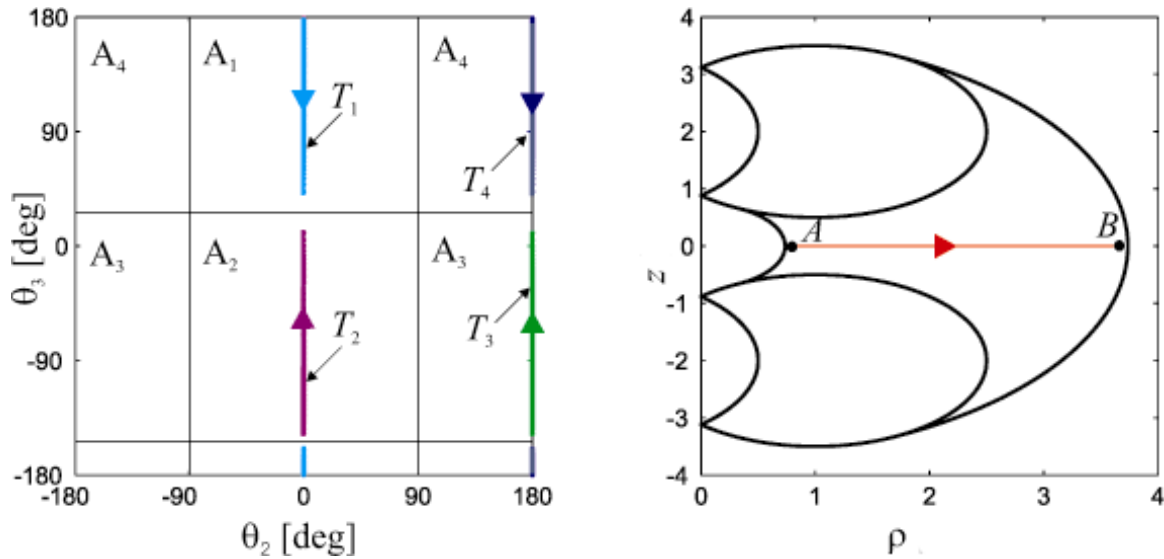 180
90
0
-90
-180
θ₃ [deg]
A₄ A₁ A₄
T₁
T₄
A₃ A₂ A₃
T₂ T₃
-180 -90 0 90 180
θ₂ [deg]
4
3
2
1
0
-1
-2
-3
-4
z
A B
0 1 2 3 4
ρ